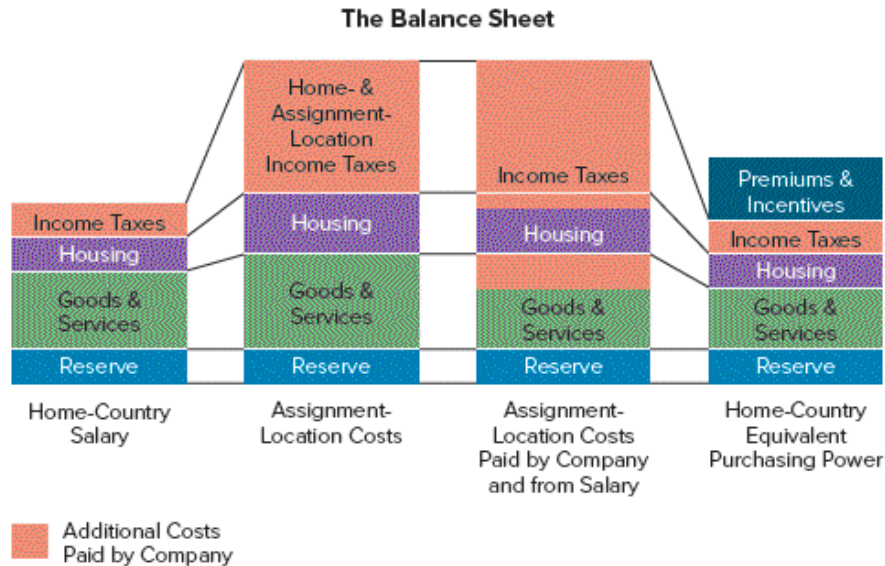 The Balance Sheet
Income Taxes
Housing
Goods &
Services
Reserve
Home-Country
Salary
Home- &
Assignment-
Location
Income Taxes
Housing
Goods &
Services
Reserve
Assignment-
Location Costs
Income Taxes
Housing
Goods &
Services
Reserve
Assignment-
Location Costs
Paid by Company
and from Salary
Premiums &
Incentives
Income Taxes
Housing
Goods &
Services
Reserve
Home-Country
Equivalent
Purchasing Power
Additional Costs
Paid by Company